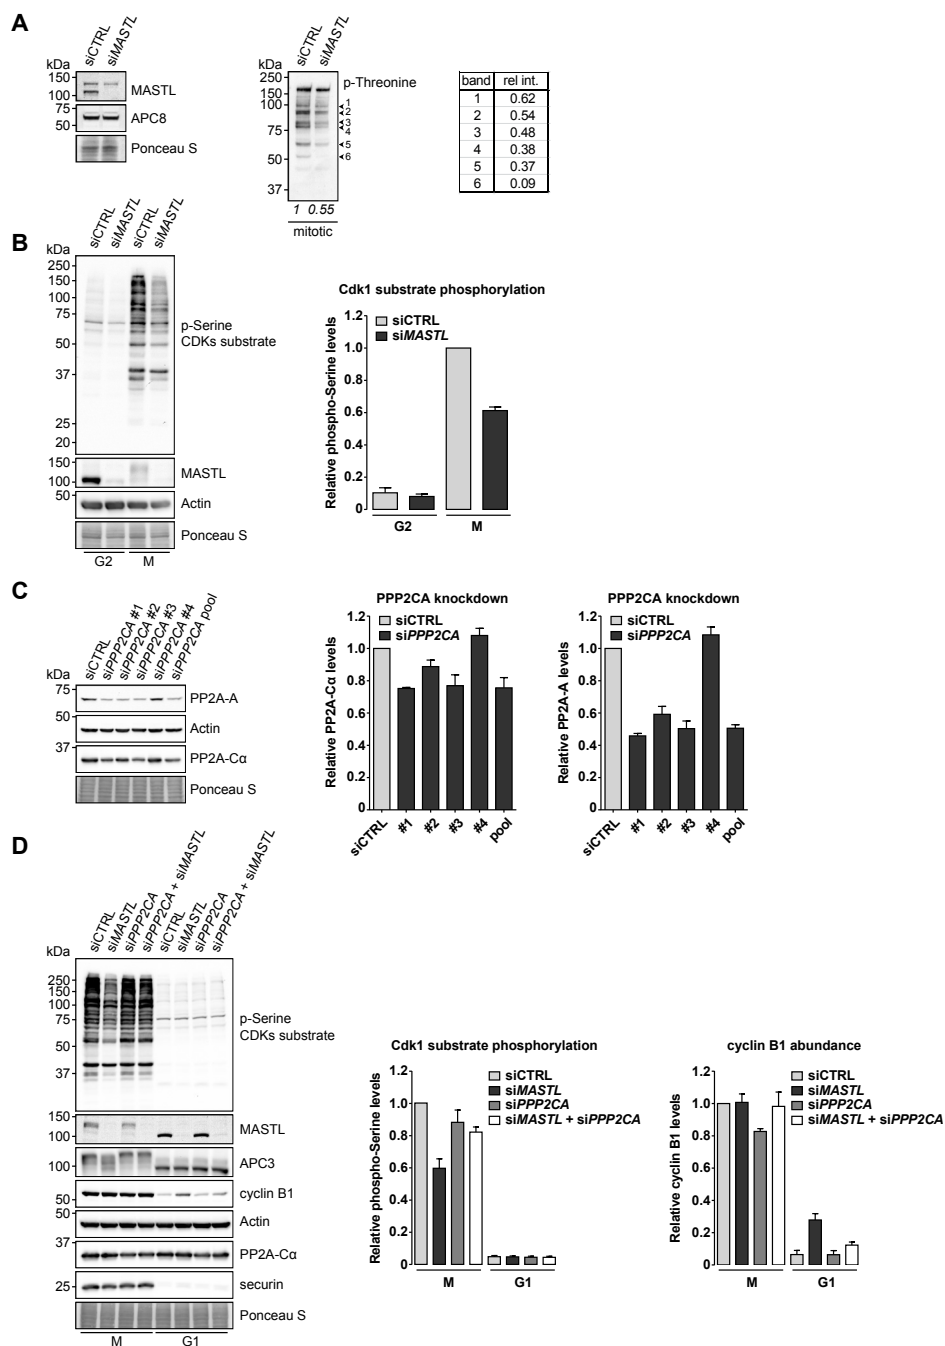 A
siCTRL
siMASTL
kDa
150
100
75
50
MASTL
APC8
Ponceau S
siCTRL
siMASTL
kDa
250
150
100
75
50
37
p-Threonine
1
2
3
4
5
6
1 0.55
mitotic
band rel int.
1 0.62
2 0.54
3 0.48
4 0.38
5 0.37
6 0.09
B
siCTRL
siMASTL
siCTRL
siMASTL
kDa
250
150
100
75
50
37
25
20
150
100
50
p-Serine
CDKs substrate
MASTL
Actin
Ponceau S
G2 M
Cdk1 substrate phosphorylation
siCTRL
siMASTL
Relative phospho-Serine levels
1.2
1.0
0.8
0.6
0.4
0.2
0
G2 M
C
siCTRL
siPPP2CA #1
siPPP2CA #2
siPPP2CA #3
siPPP2CA #4
siPPP2CA pool
kDa
75
50
37
PP2A-A
Actin
PP2A-Cα
Ponceau S
PPP2CA knockdown
siCTRL
siPPP2CA
Relative PP2A-Cα levels
1.2
1.0
0.8
0.6
0.4
0.2
0
siCTRL #1 #2 #3 #4 pool
PPP2CA knockdown
siCTRL
siPPP2CA
Relative PP2A-A levels
1.2
1.0
0.8
0.6
0.4
0.2
0
siCTRL #1 #2 #3 #4 pool
D
siCTRL
siMASTL
siPPP2CA
siPPP2CA + siMASTL
siCTRL
siMASTL
siPPP2CA
siPPP2CA + siMASTL
kDa
250
150
100
75
50
37
150
100
100
50
50
37
25
p-Serine
CDKs substrate
MASTL
APC3
cyclin B1
Actin
PP2A-Cα
securin
Ponceau S
M G1
Cdk1 substrate phosphorylation
siCTRL
siMASTL
siPPP2CA
siMASTL + siPPP2CA
Relative phospho-Serine levels
1.2
1.0
0.8
0.6
0.4
0.2
0
M G1
cyclin B1 abundance
siCTRL
siMASTL
siPPP2CA
siMASTL + siPPP2CA
Relative cyclin B1 levels
1.2
1.0
0.8
0.6
0.4
0.2
0
M G1